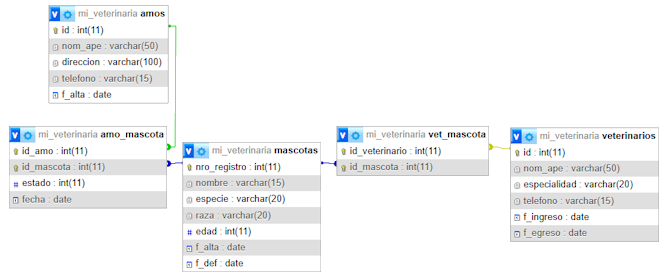 mi_veterinaria amos
id : int(11)
nom_ape : varchar(50)
direccion : varchar(100)
telefono : varchar(15)
f_alta : date
mi_veterinaria amo_mascota
id_amo : int(11)
id_mascota : int(11)
estado : int(11)
fecha : date
mi_veterinaria mascotas
nro_registro : int(11)
nombre : varchar(15)
especie : varchar(20)
raza : varchar(20)
edad : int(11)
f_alta : date
f_def : date
mi_veterinaria vet_mascota
id_veterinario : int(11)
id_mascota : int(11)
mi_veterinaria veterinarios
id : int(11)
nom_ape : varchar(50)
especialidad : varchar(20)
telefono : varchar(15)
f_ingreso : date
f_egreso : date